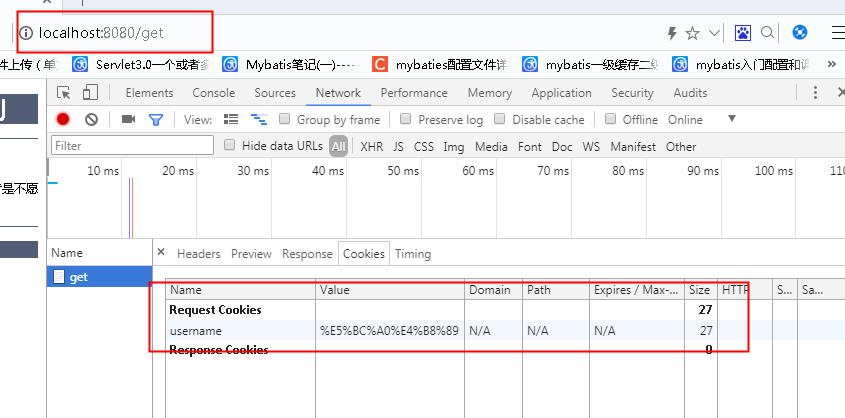 localhost:8080/get
件上传（单文 Servlet3.0一个或者多 Mybatis笔记(一)----- mybaties配置文件详 mybatis一级缓存二级 mybatis入门配置和调 »
Elements Console Sources Network Performance Memory Application Security Audits
View: Group by frame Preserve log Disable cache Offline Online
Filter Hide data URLs All XHR JS CSS Img Media Font Doc WS Manifest Other
10 ms 20 ms 30 ms 40 ms 50 ms 60 ms 70 ms 80 ms 90 ms 100 ms 110
是不愿
Name × Headers Preview Response Cookies Timing
get
Name Value Domain Path Expires / Max-... Size HTTP S... Sa...
Request Cookies 27
username %E5%BC%A0%E4%B8%89 N/A N/A N/A 27
Response Cookies 0